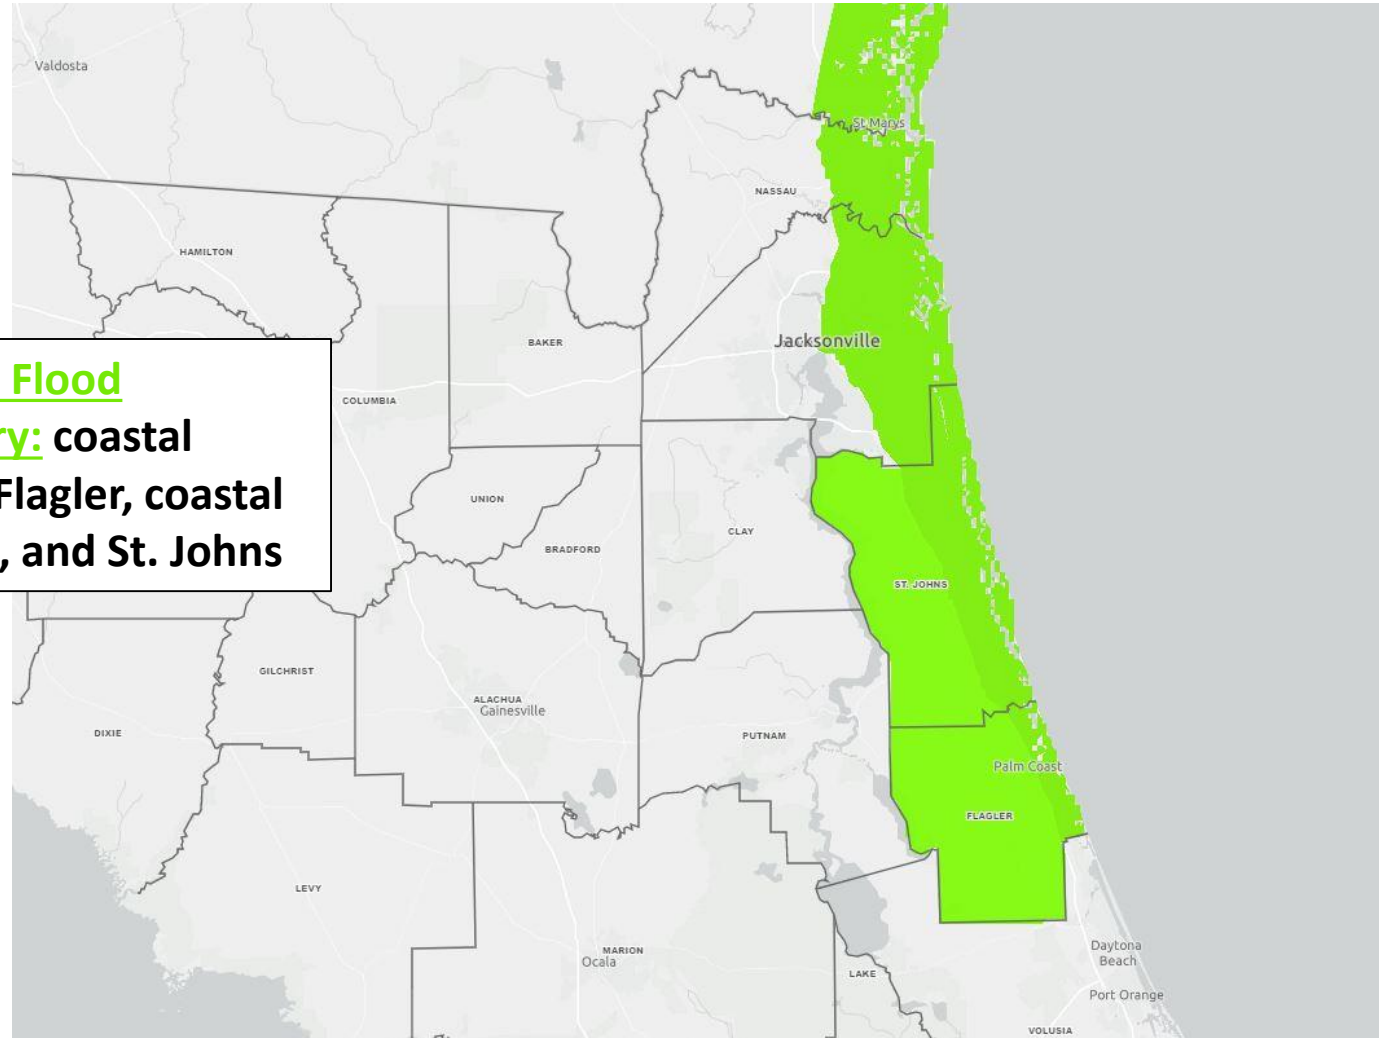 Valdosta
St Marys
NASSAU
HAMILTON
Jacksonville
BAKER
Flood
ry: coastal
Flagler, coastal
, and St. Johns
COLUMBIA
UNION
CLAY
BRADFORD
ST. JOHNS
GILCHRIST
ALACHUA
Gainesville
DIXIE
PUTNAM
Palm Coast
FLAGLER
LEVY
MARION
Ocala
Daytona
Beach
LAKE
Port Orange
VOLUSIA